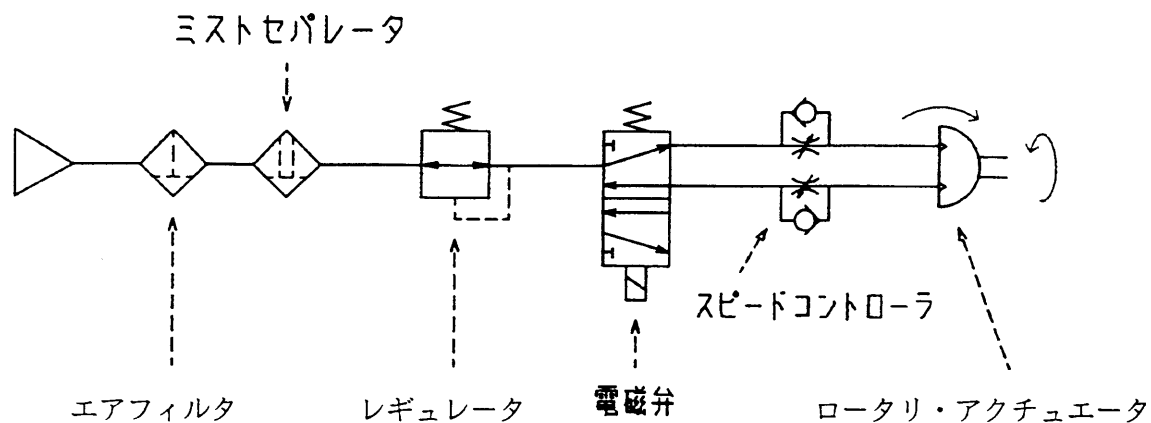 ミストセパレータ
スピードコントローラ
エアフィルタ
レギュレータ
電磁弁
ロータリ・アクチュエータ